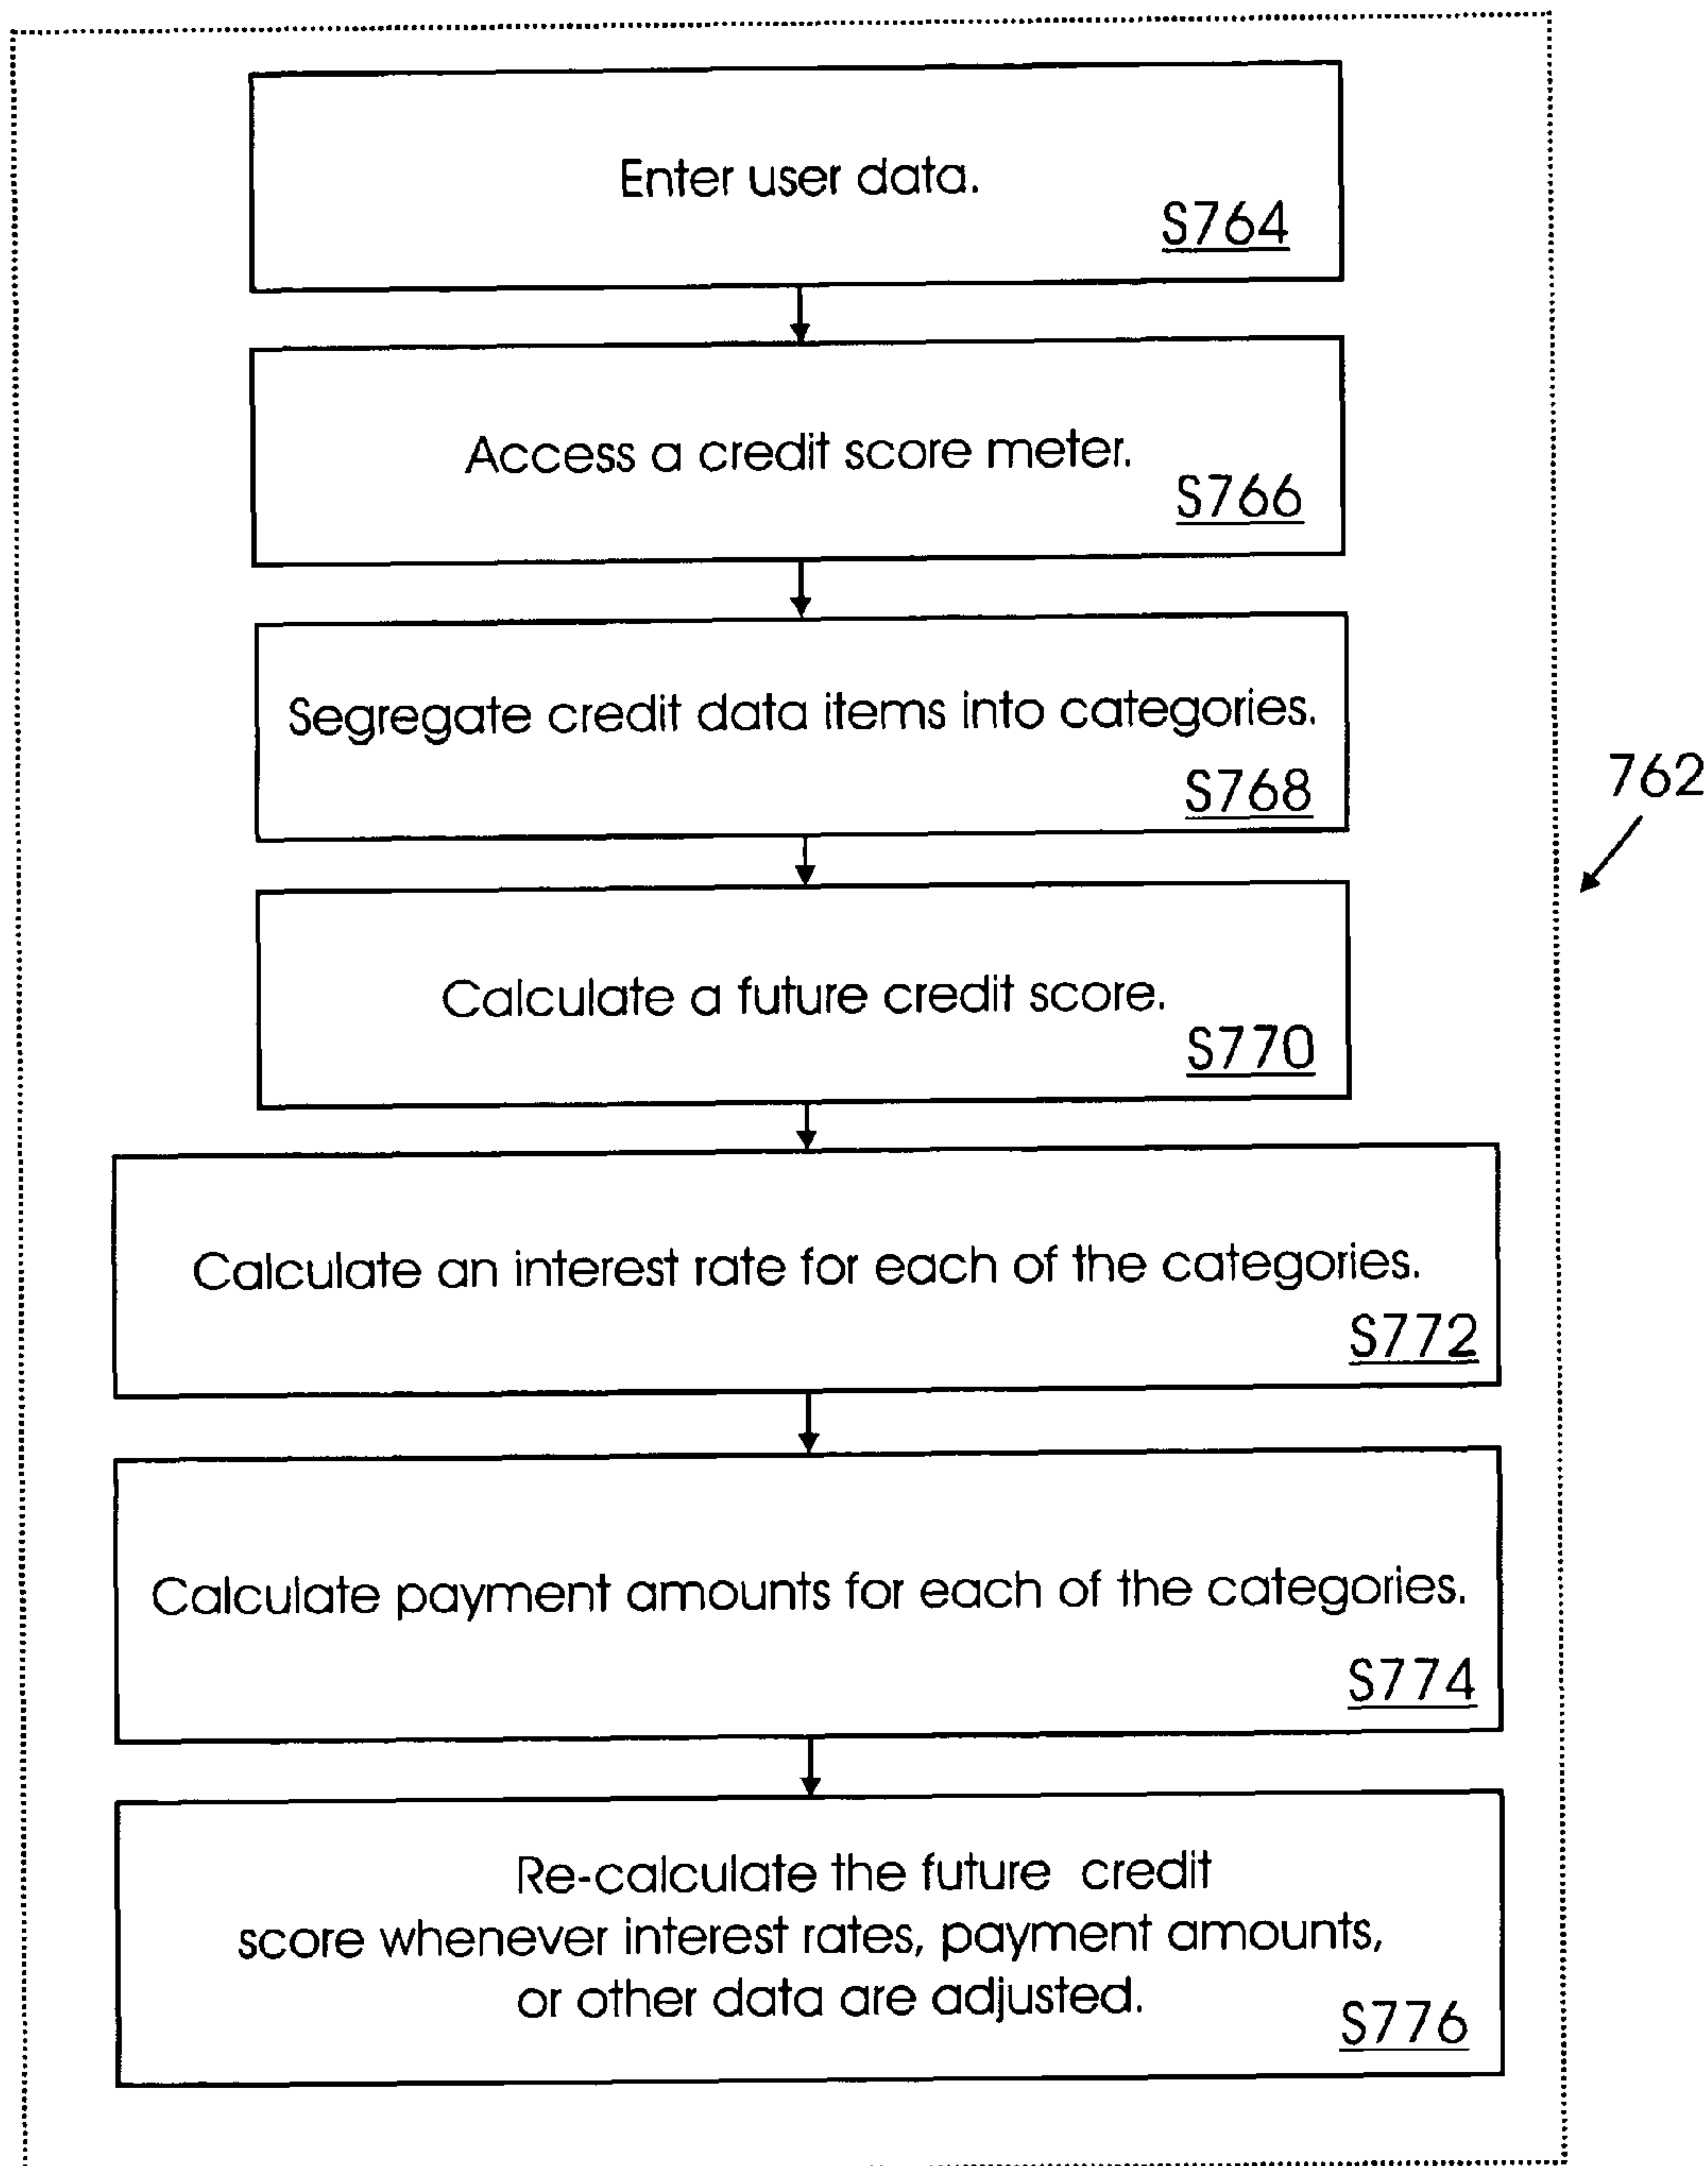 Enter user data.
S764
Access a credit score meter.
S766
Segregate credit data items into categories.
S768
762
Calculate a future credit score.
S770
Calculate an interest rate for each of the categories.
S772
Calculate payment amounts for each of the categories.
S774
Re-calculate the future credit
score whenever interest rates, payment amounts,
or other data are adjusted.
S776